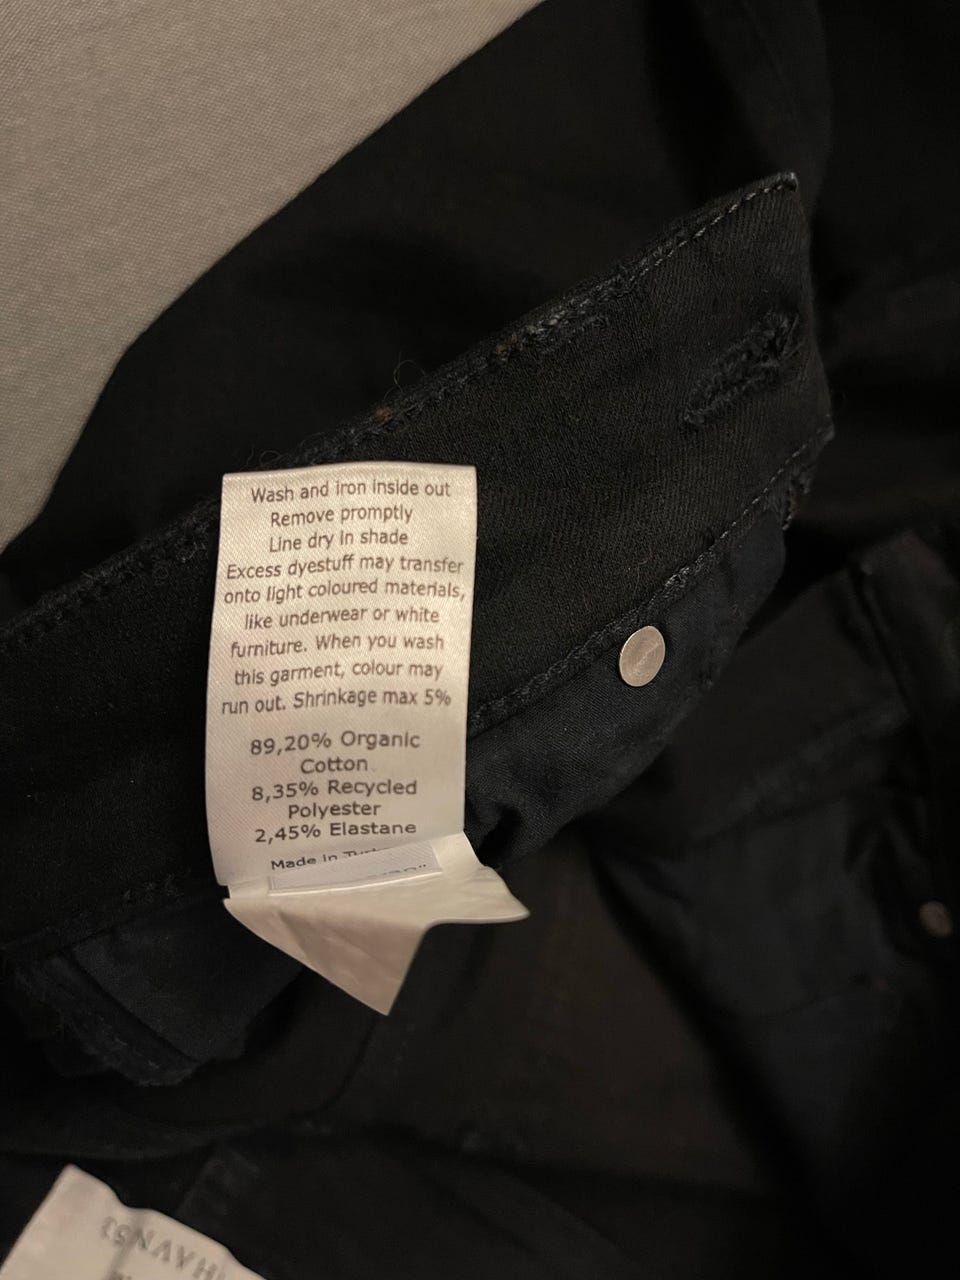 Wash and iron inside out
Remove promptly
Line dry in shade
Excess dyestuff may transfer
onto light coloured materials,
like underwear or white
furniture. When you wash
this garment, colour may
run out. Shrinkage max 5%
89,20% Organic
Cotton
8,35% Recycled
Polyester
2,45% Elastane
Made in